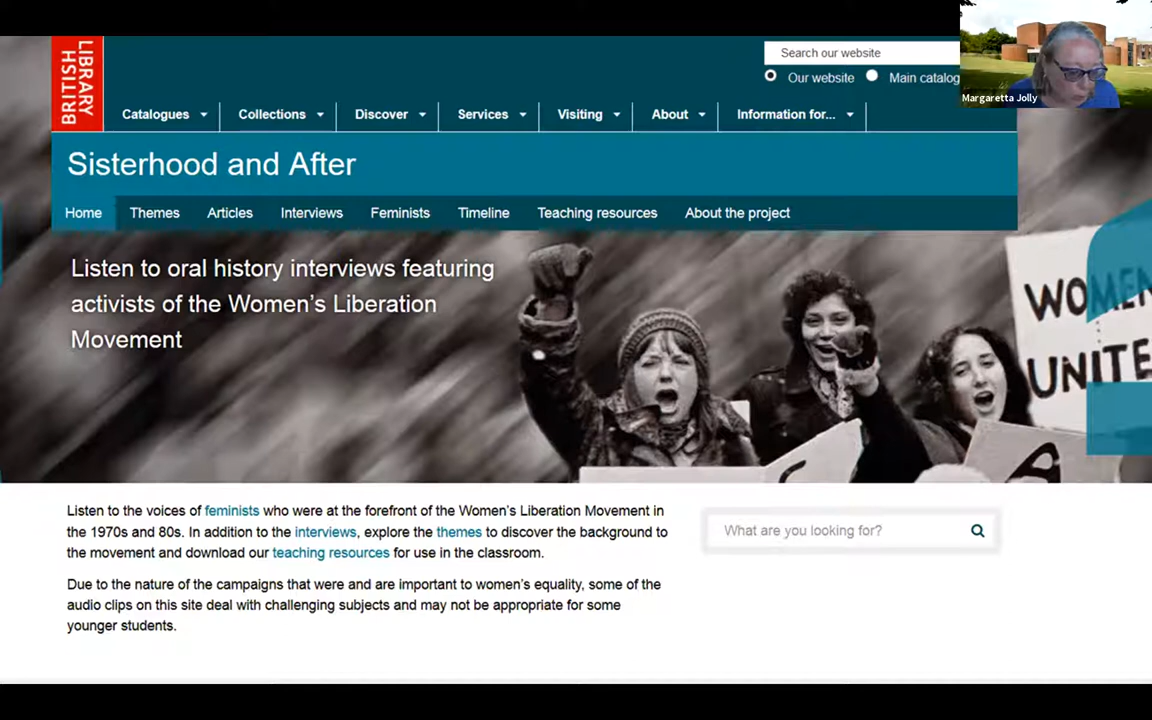 BRITISH
LIBRARY
Search our website
Our website
Main catalog
Margaretta Jolly
Catalogues
Collections
Discover
Services
Visiting
About
Information for...
Sisterhood and After
Home
Themes
Articles
Interviews
Feminists
Timeline
Teaching resources
About the project
Listen to oral history interviews featuring
activists of the Women's Liberation
Movement
WOMEN
UNITE
Listen to the voices of feminists who were at the forefront of the Women's Liberation Movement in
the 1970s and 80s. In addition to the interviews, explore the themes to discover the background to
the movement and download our teaching resources for use in the classroom.
What are you looking for?
Due to the nature of the campaigns that were and are important to women's equality, some of the
audio clips on this site deal with challenging subjects and may not be appropriate for some
younger students.